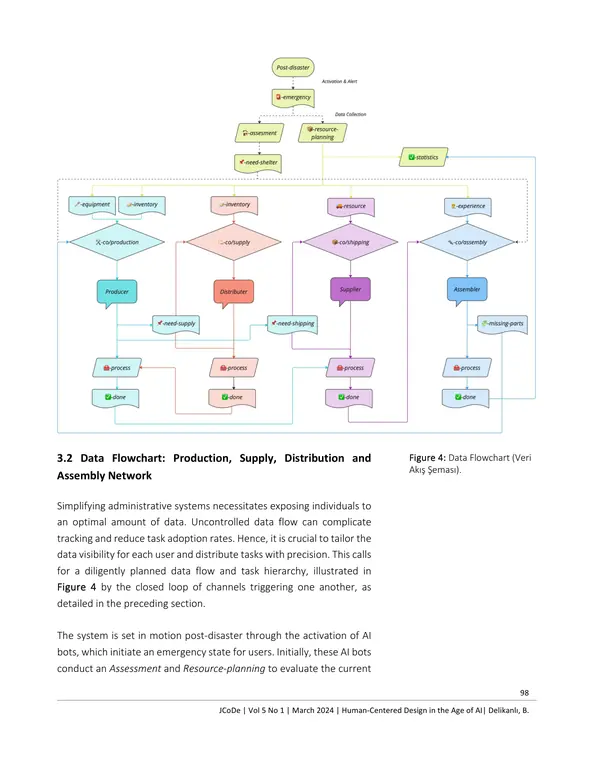 Post-disaster
Activation & Alert
-emergency
Data Collection
-assesment
-resource-
planning
-statistics
-need-shelter
-equipment
-inventory
-inventory
-resource
-experience
-co/production
-co/supply
-co/shipping
-co/assembly
Producer
Distributer
Supplier
Assembler
-need-supply
-need-shipping
-missing-parts
-process
-process
-process
-process
-done
-done
-done
-done
3.2 Data Flowchart: Production, Supply, Distribution and
Assembly Network
Figure 4: Data Flowchart (Veri
Akış Şeması).
Simplifying administrative systems necessitates exposing individuals to
an optimal amount of data. Uncontrolled data flow can complicate
tracking and reduce task adoption rates. Hence, it is crucial to tailor the
data visibility for each user and distribute tasks with precision. This calls
for a diligently planned data flow and task hierarchy, illustrated in
Figure 4 by the closed loop of channels triggering one another, as
detailed in the preceding section.
The system is set in motion post-disaster through the activation of AI
bots, which initiate an emergency state for users. Initially, these AI bots
conduct an Assessment and Resource-planning to evaluate the current
98
JCoDe | Vol 5 No 1 | March 2024 | Human-Centered Design in the Age of AI| Delikanlı, B.